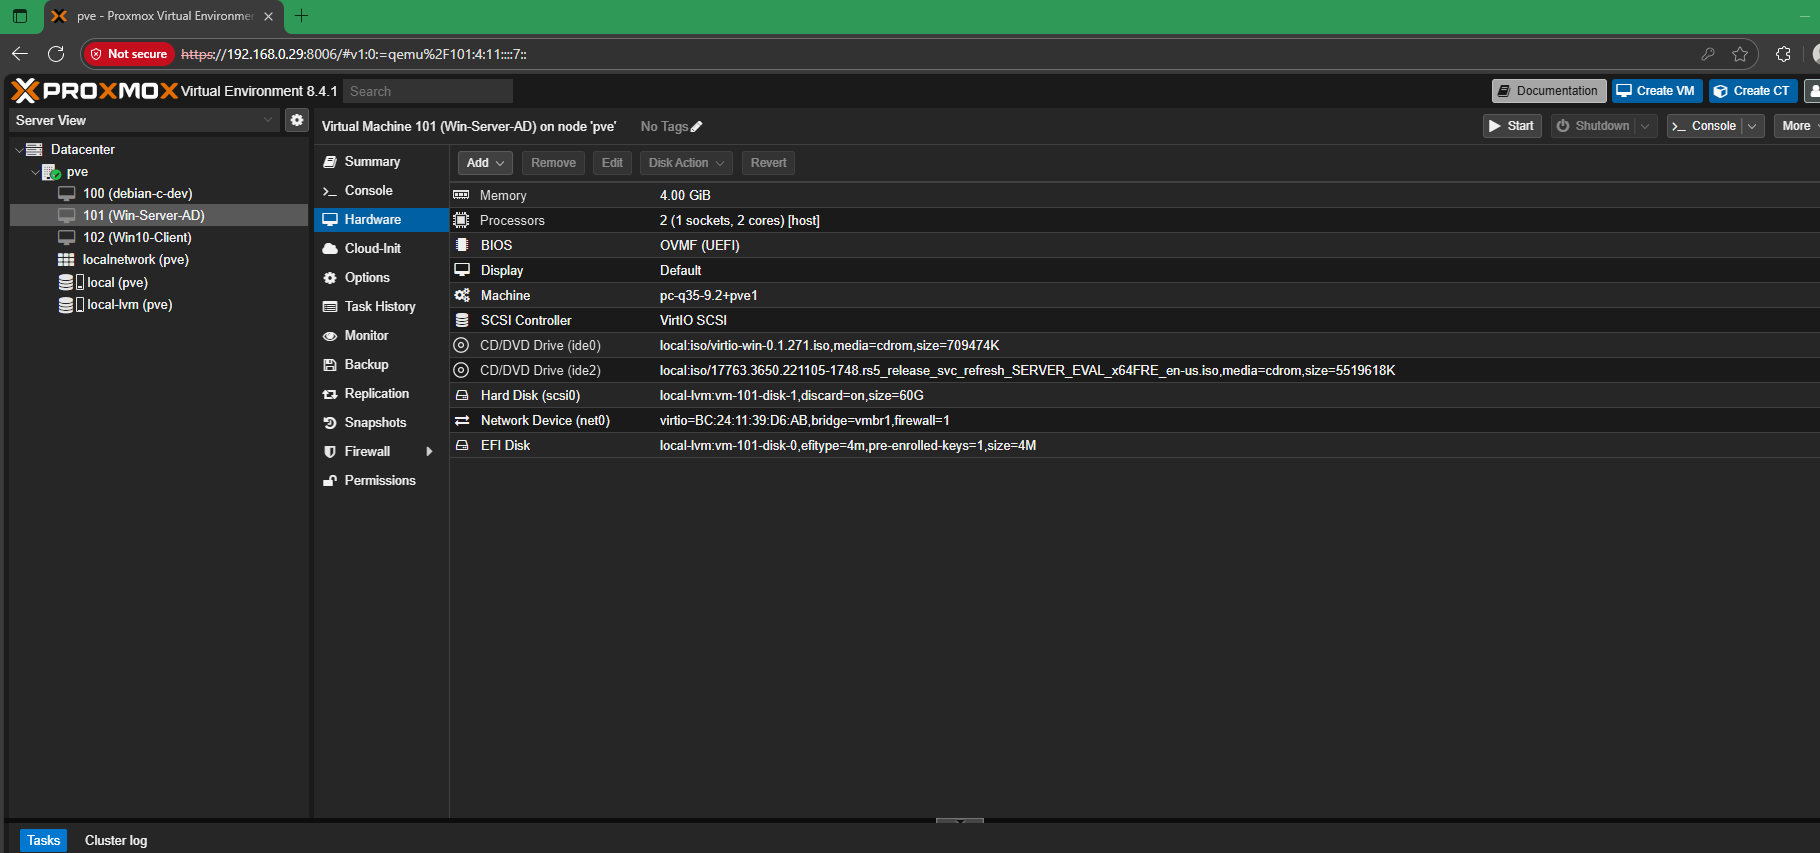 pve - Proxmox Virtual Environme
Not secure https://192.168.0.29:8006/#v1:0:=qemu%2F101:4:11::::7::
PROXMOX Virtual Environment 8.4.1 Search Documentation Create VM Create CT
Server View
Virtual Machine 101 (Win-Server-AD) on node 'pve' No Tags Start Shutdown Console More
Datacenter
pve
100 (debian-c-dev)
101 (Win-Server-AD)
102 (Win10-Client)
localnetwork (pve)
local (pve)
local-lvm (pve)
Summary
Console
Hardware
Cloud-Init
Options
Task History
Monitor
Backup
Replication
Snapshots
Firewall
Permissions
Add Remove Edit Disk Action Revert
Memory 4.00 GiB
Processors 2 (1 sockets, 2 cores) [host]
BIOS OVMF (UEFI)
Display Default
Machine pc-q35-9.2+pve1
SCSI Controller VirtIO SCSI
CD/DVD Drive (ide0) local:iso/virtio-win-0.1.271.iso,media=cdrom,size=709474K
CD/DVD Drive (ide2) local:iso/17763.3650.221105-1748.rs5_release_svc_refresh_SERVER_EVAL_x64FRE_en-us.iso,media=cdrom,size=5519618K
Hard Disk (scsi0) local-lvm:vm-101-disk-1,discard=on,size=60G
Network Device (net0) virtio=BC:24:11:39:D6:AB,bridge=vmbr1,firewall=1
EFI Disk local-lvm:vm-101-disk-0,efitype=4m,pre-enrolled-keys=1,size=4M
Tasks Cluster log